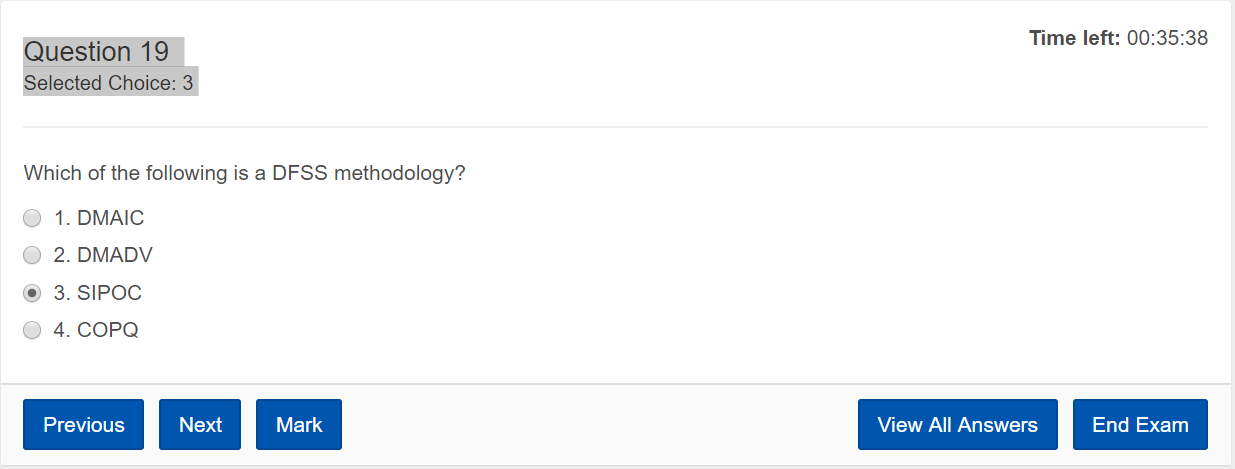 Question 19
Time left: 00:35:38
Selected Choice: 3
Which of the following is a DFSS methodology?
1. DMAIC
2. DMADV
3. SIPOC
4. COPQ
Previous Next Mark View All Answers End Exam